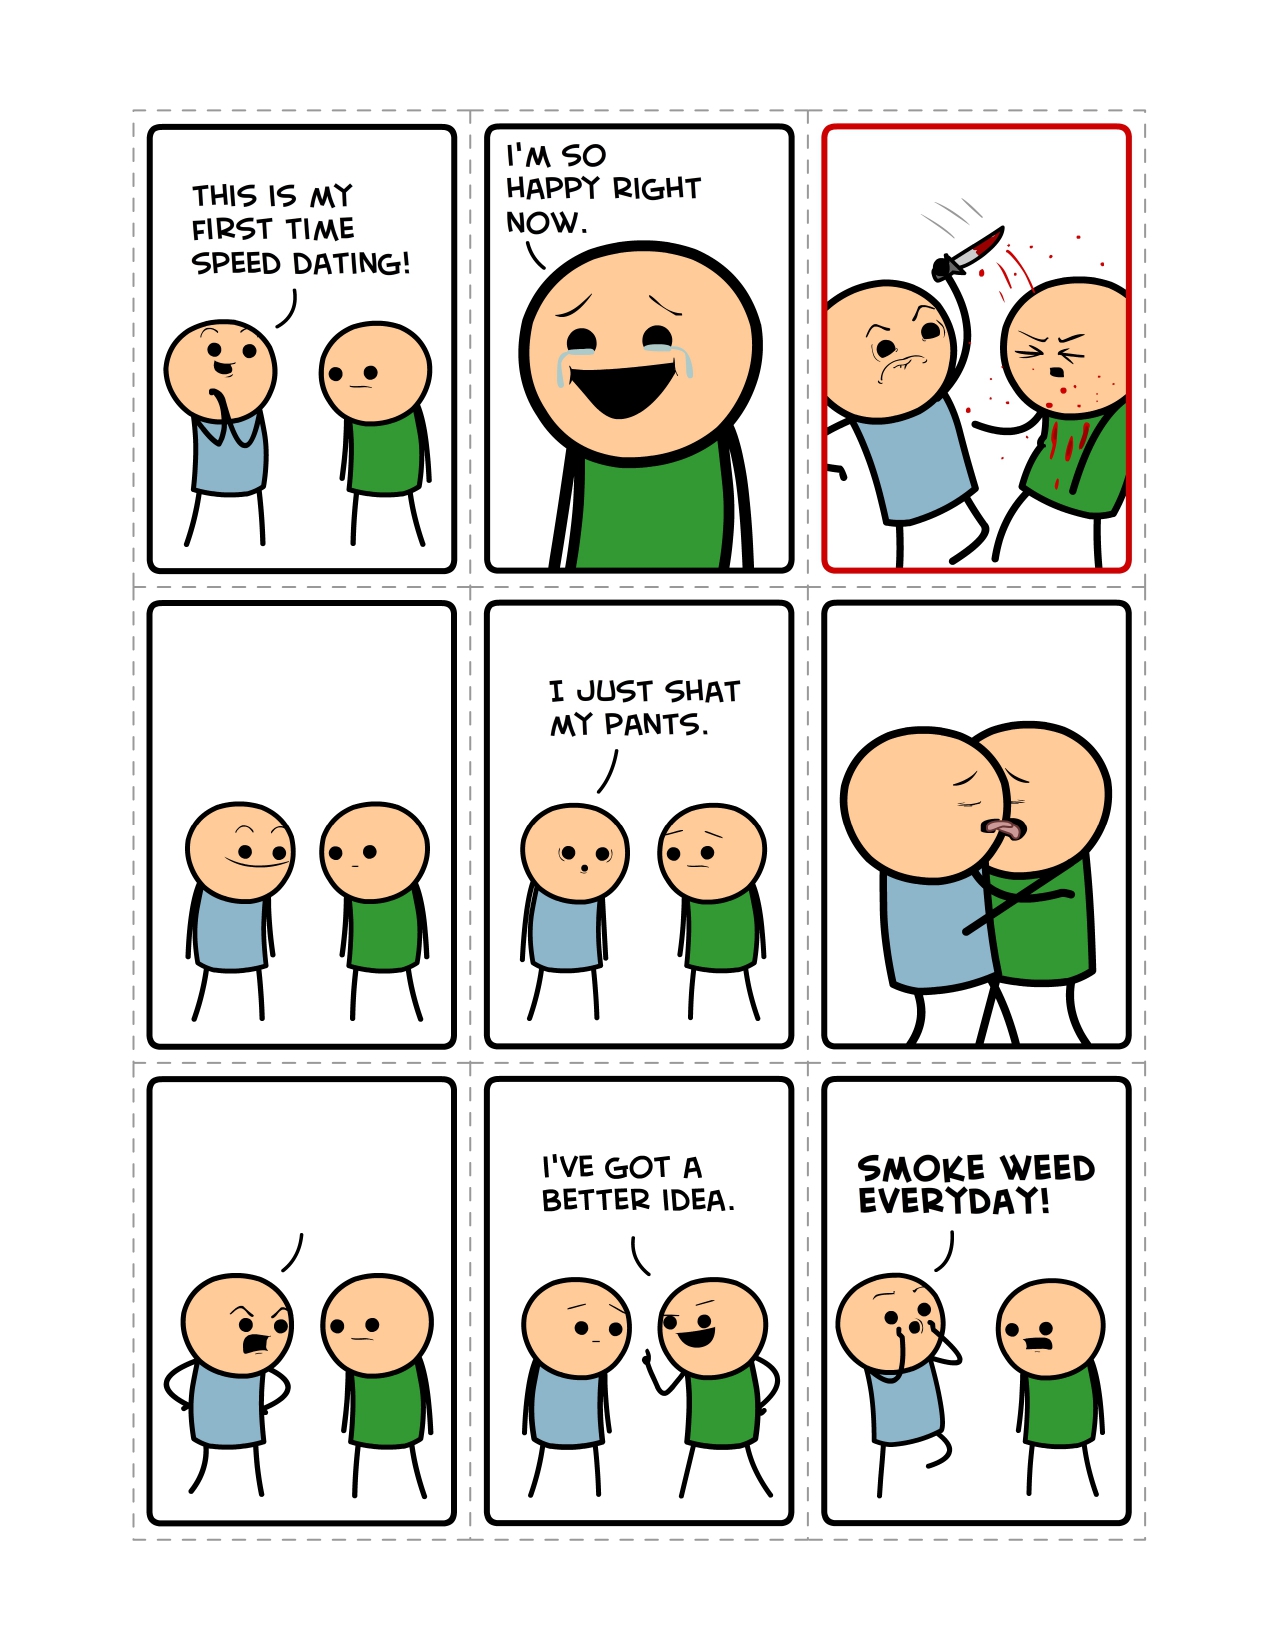 THIS IS MY
FIRST TIME
SPEED DATING!
I'M SO
HAPPY RIGHT
NOW.
I JUST SHAT
MY PANTS.
I'VE GOT A
BETTER IDEA.
SMOKE WEED
EVERYDAY!